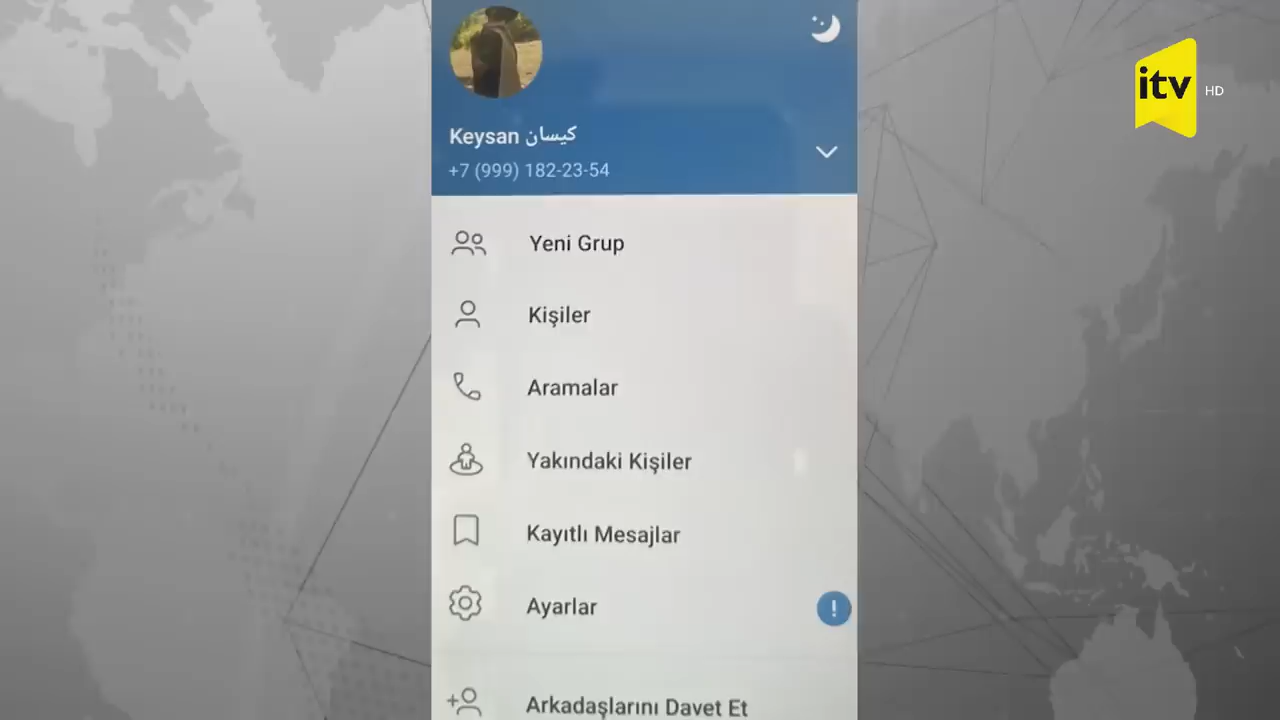 itv HD
Keysan كيسان
+7 (999) 182-23-54
Yeni Grup
Kişiler
Aramalar
Yakındaki Kişiler
Kayıtlı Mesajlar
Ayarlar
Arkadaşlarını Davet Et